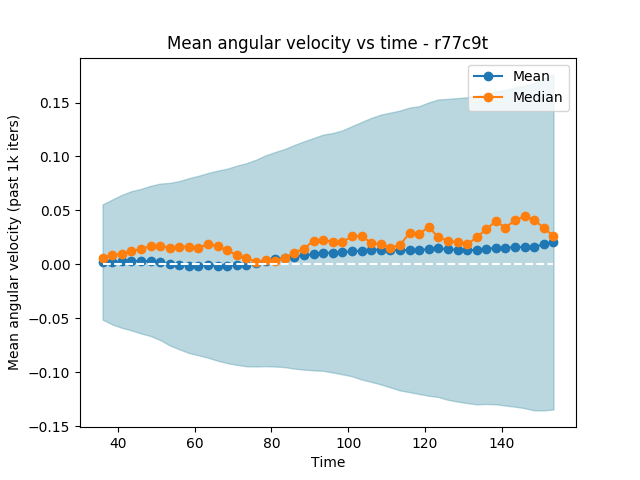 Mean angular velocity vs time - r77c9t
Mean
Median
0.15
0.10
0.05
0.00
−0.05
−0.10
−0.15
Mean angular velocity (past 1k iters)
40 60 80 100 120 140
Time